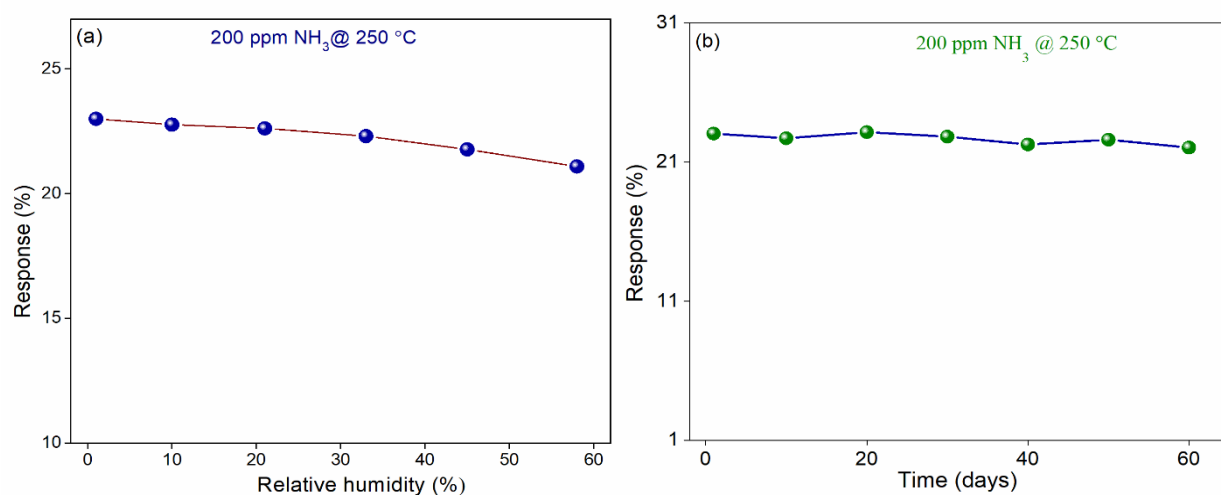 (a)
200 ppm NH₃@ 250 °C
25
20
15
10
Response (%)
0 10 20 30 40 50 60
Relative humidity (%)
(b)
200 ppm NH₃ @ 250 °C
31
21
11
1
Response (%)
0 20 40 60
Time (days)